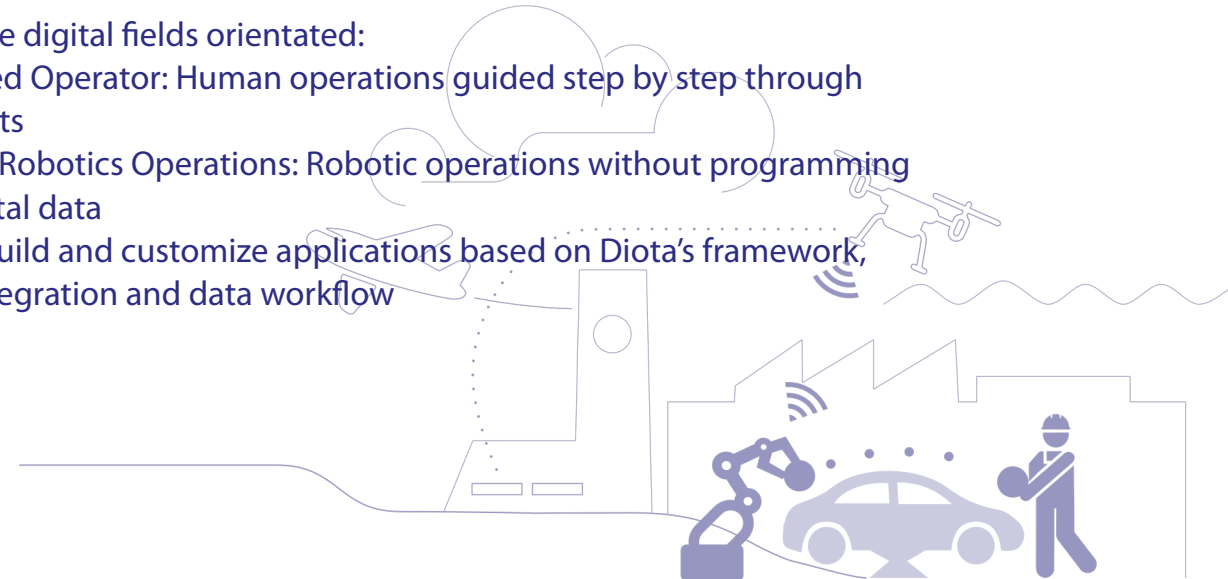 e digital fields orientated:
ed Operator: Human operations guided step by step through
ts
Robotics Operations: Robotic operations without programming
tal data
uild and customize applications based on Diota’s framework,
egration and data workflow